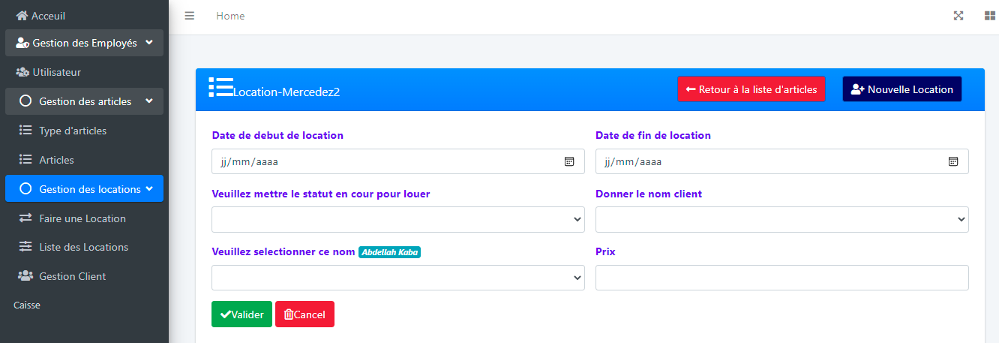 Acceuil
Gestion des Employés
Utilisateur
Gestion des articles
Type d'articles
Articles
Gestion des locations
Faire une Location
Liste des Locations
Gestion Client
Caisse
Home
Location-Mercedez2
Retour à la liste d'articles
Nouvelle Location
Date de debut de location
Date de fin de location
jj/mm/aaaa
jj/mm/aaaa
Veuillez mettre le statut en cour pour louer
Donner le nom client
Veuillez selectionner ce nom Abdellah Kaba
Prix
Valider
Cancel